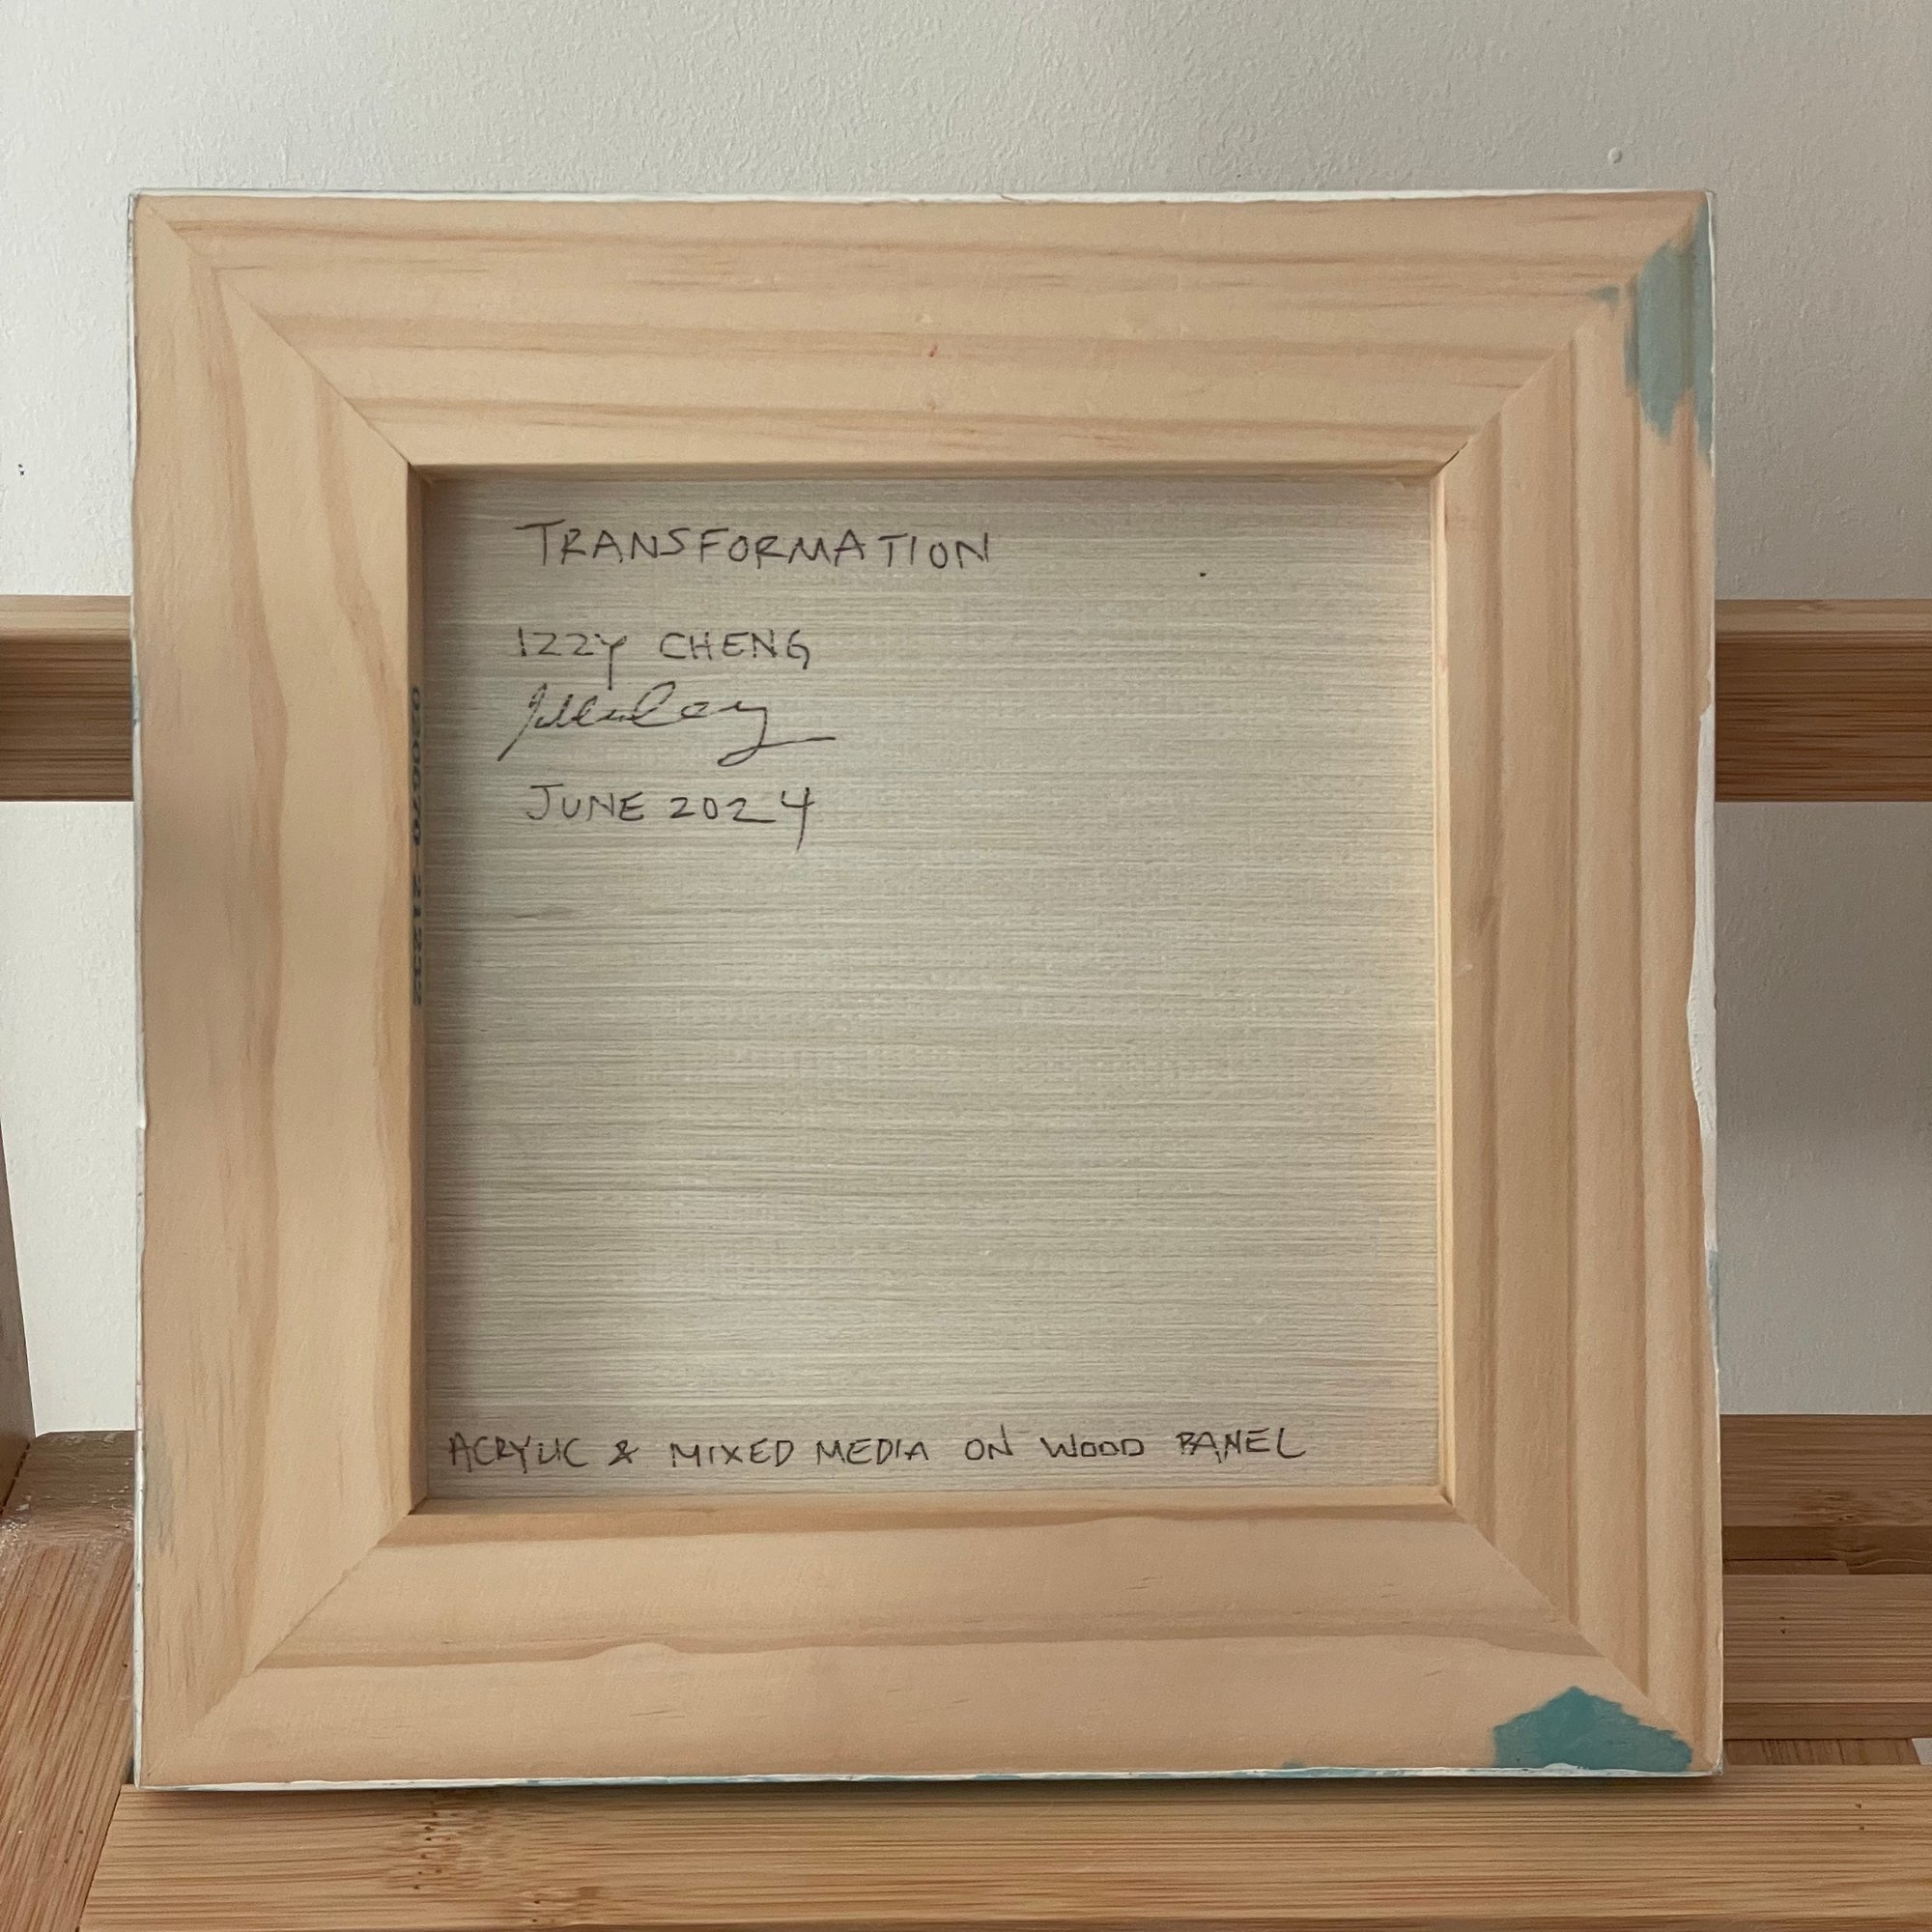 TRANSFORMATION
IZZY CHENG
JUNE 2024
ACRYLIC & MIXED MEDIA ON WOOD PANEL